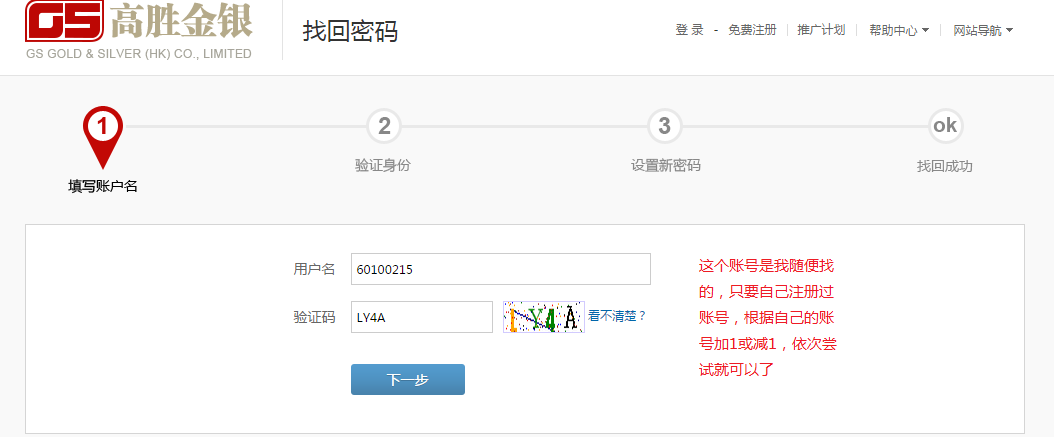 GS 高胜金银
GS GOLD & SILVER (HK) CO., LIMITED
找回密码
登 录 - 免费注册 推广计划 帮助中心 网站导航
1 2 3 ok
填写账户名 验证身份 设置新密码 找回成功
用户名 60100215
验证码 LY4A LY4A 看不清楚？
下一步
这个账号是我随便找
的，只要自己注册过
账号，根据自己的账
号加1或减1，依次尝
试就可以了